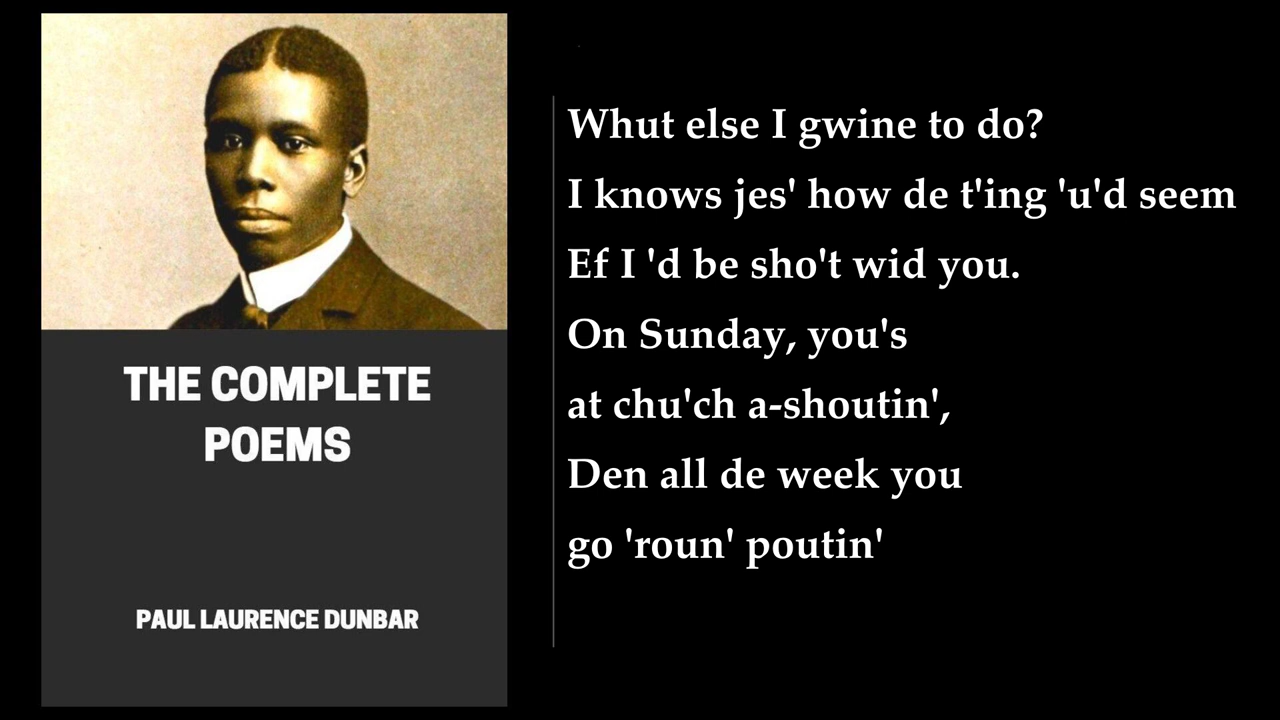 THE COMPLETE
POEMS
PAUL LAURENCE DUNBAR
Whut else I gwine to do?
I knows jes' how de t'ing 'u'd seem
Ef I 'd be sho't wid you.
On Sunday, you's
at chu'ch a-shoutin',
Den all de week you
go 'roun' poutin'